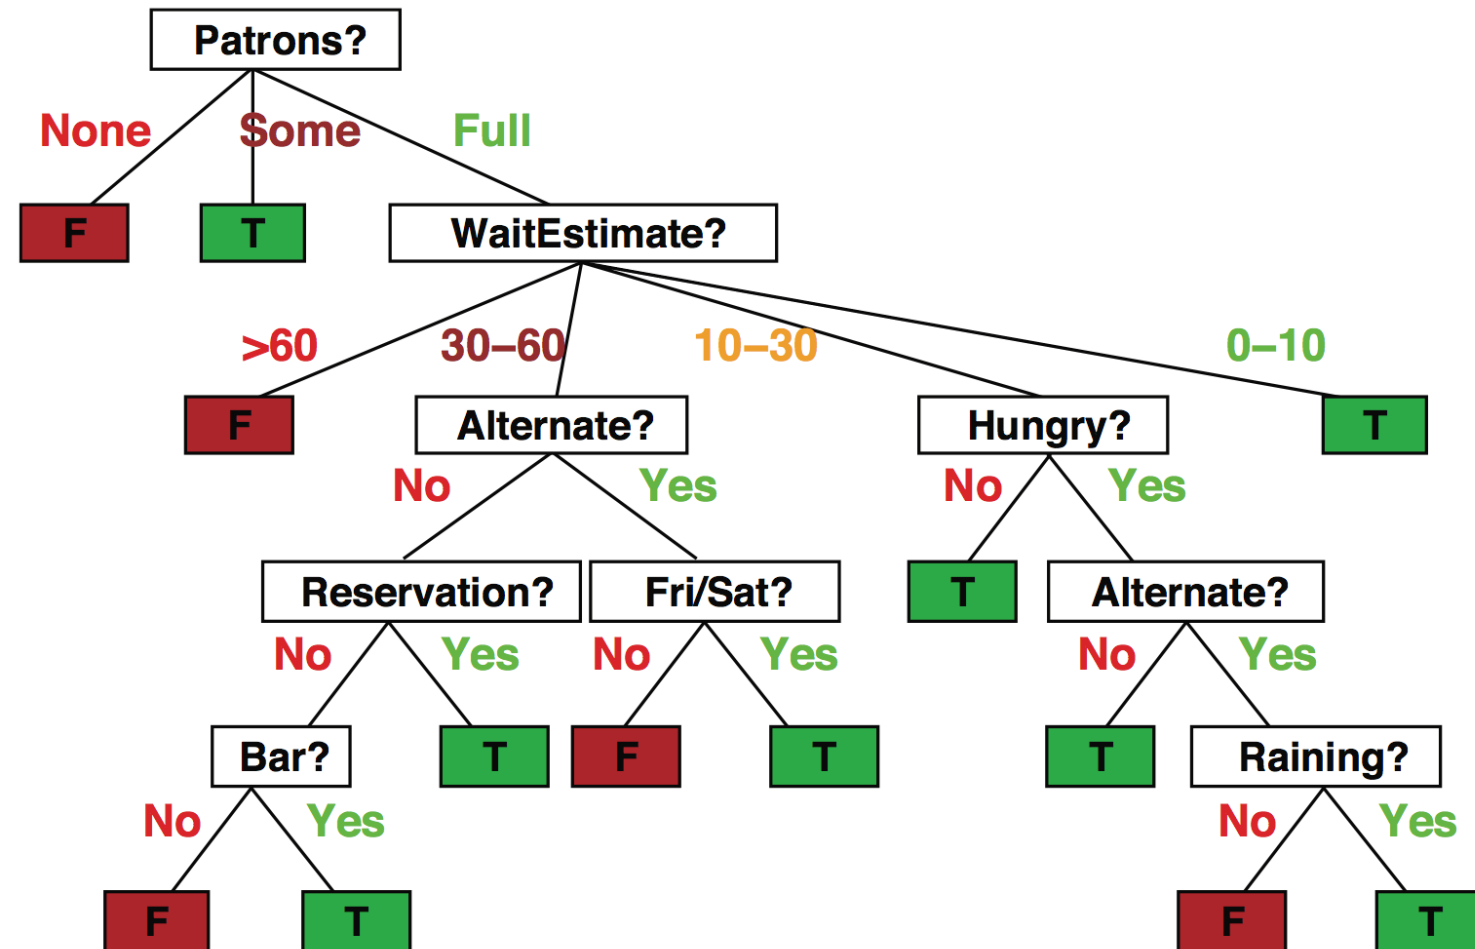 Patrons?
None Some Full
F T WaitEstimate?
>60 30–60 10–30 0–10
F Alternate? Hungry? T
No Yes No Yes
Reservation? Fri/Sat? T Alternate?
No Yes No Yes No Yes
Bar? T F T T Raining?
No Yes No Yes
F T F T